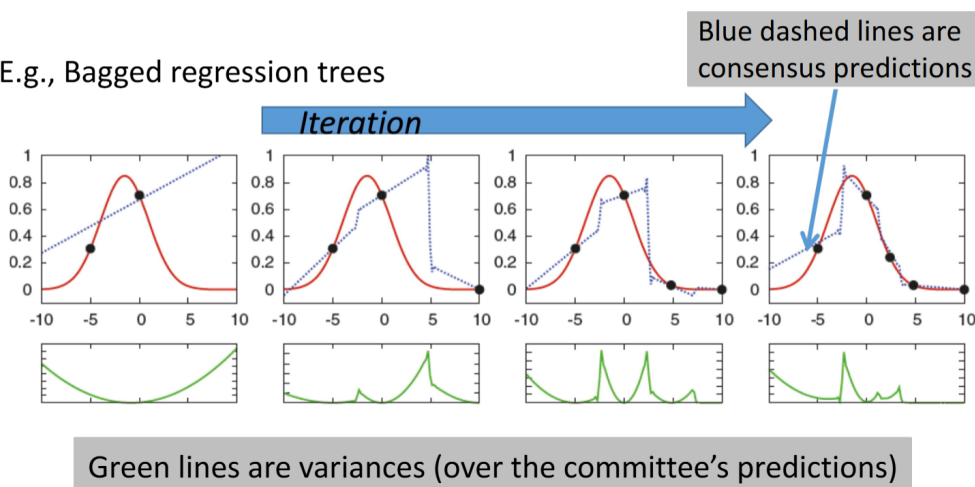 Blue dashed lines are
consensus predictions
E.g., Bagged regression trees
Iteration
1
0.8
0.6
0.4
0.2
0
-10 -5 0 5 10
1
0.8
0.6
0.4
0.2
0
-10 -5 0 5 10
1
0.8
0.6
0.4
0.2
0
-10 -5 0 5 10
1
0.8
0.6
0.4
0.2
0
-10 -5 0 5 10
Green lines are variances (over the committee’s predictions)